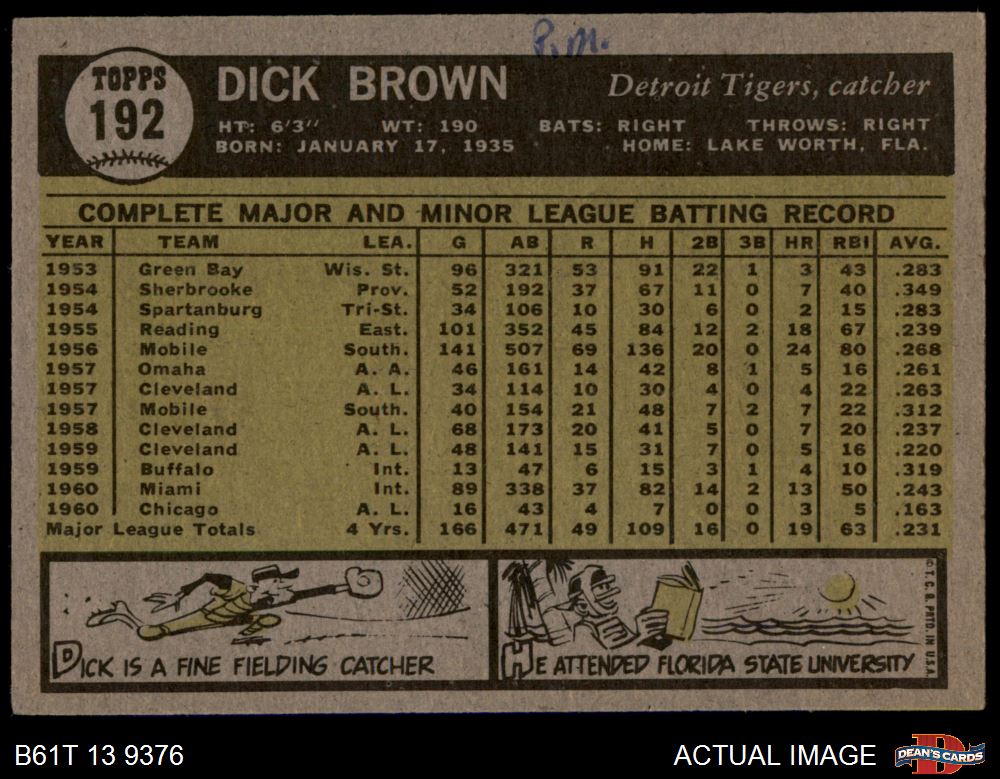 P.M.
TOPPS
192
DICK BROWN Detroit Tigers, catcher
HT: 6'3" WT: 190 BATS: RIGHT THROWS: RIGHT
BORN: JANUARY 17, 1935 HOME: LAKE WORTH, FLA.
COMPLETE MAJOR AND MINOR LEAGUE BATTING RECORD
YEAR TEAM LEA. G AB R H 2B 3B HR RBI AVG.
1953 Green Bay Wis. St. 96 321 53 91 22 1 3 43 .283
1954 Sherbrooke Prov. 52 192 37 67 11 0 7 40 .349
1954 Spartanburg Tri-St. 34 106 10 30 6 0 2 15 .283
1955 Reading East. 101 352 45 84 12 2 18 67 .239
1956 Mobile South. 141 507 69 136 20 0 24 80 .268
1957 Omaha A. A. 46 161 14 42 8 1 5 16 .261
1957 Cleveland A. L. 34 114 10 30 4 0 4 22 .263
1957 Mobile South. 40 154 21 48 7 2 7 22 .312
1958 Cleveland A. L. 68 173 20 41 5 0 7 20 .237
1959 Cleveland A. L. 48 141 15 31 7 0 5 16 .220
1959 Buffalo Int. 13 47 6 15 3 1 4 10 .319
1960 Miami Int. 89 338 37 82 14 2 13 50 .243
1960 Chicago A. L. 16 43 4 7 0 0 3 5 .163
Major League Totals 4 Yrs. 166 471 49 109 16 0 19 63 .231
DICK IS A FINE FIELDING CATCHER
HE ATTENDED FLORIDA STATE UNIVERSITY
© T. C. G. PRTD. IN U.S.A.
B61T 13 9376 ACTUAL IMAGE
DEAN'S CARDS